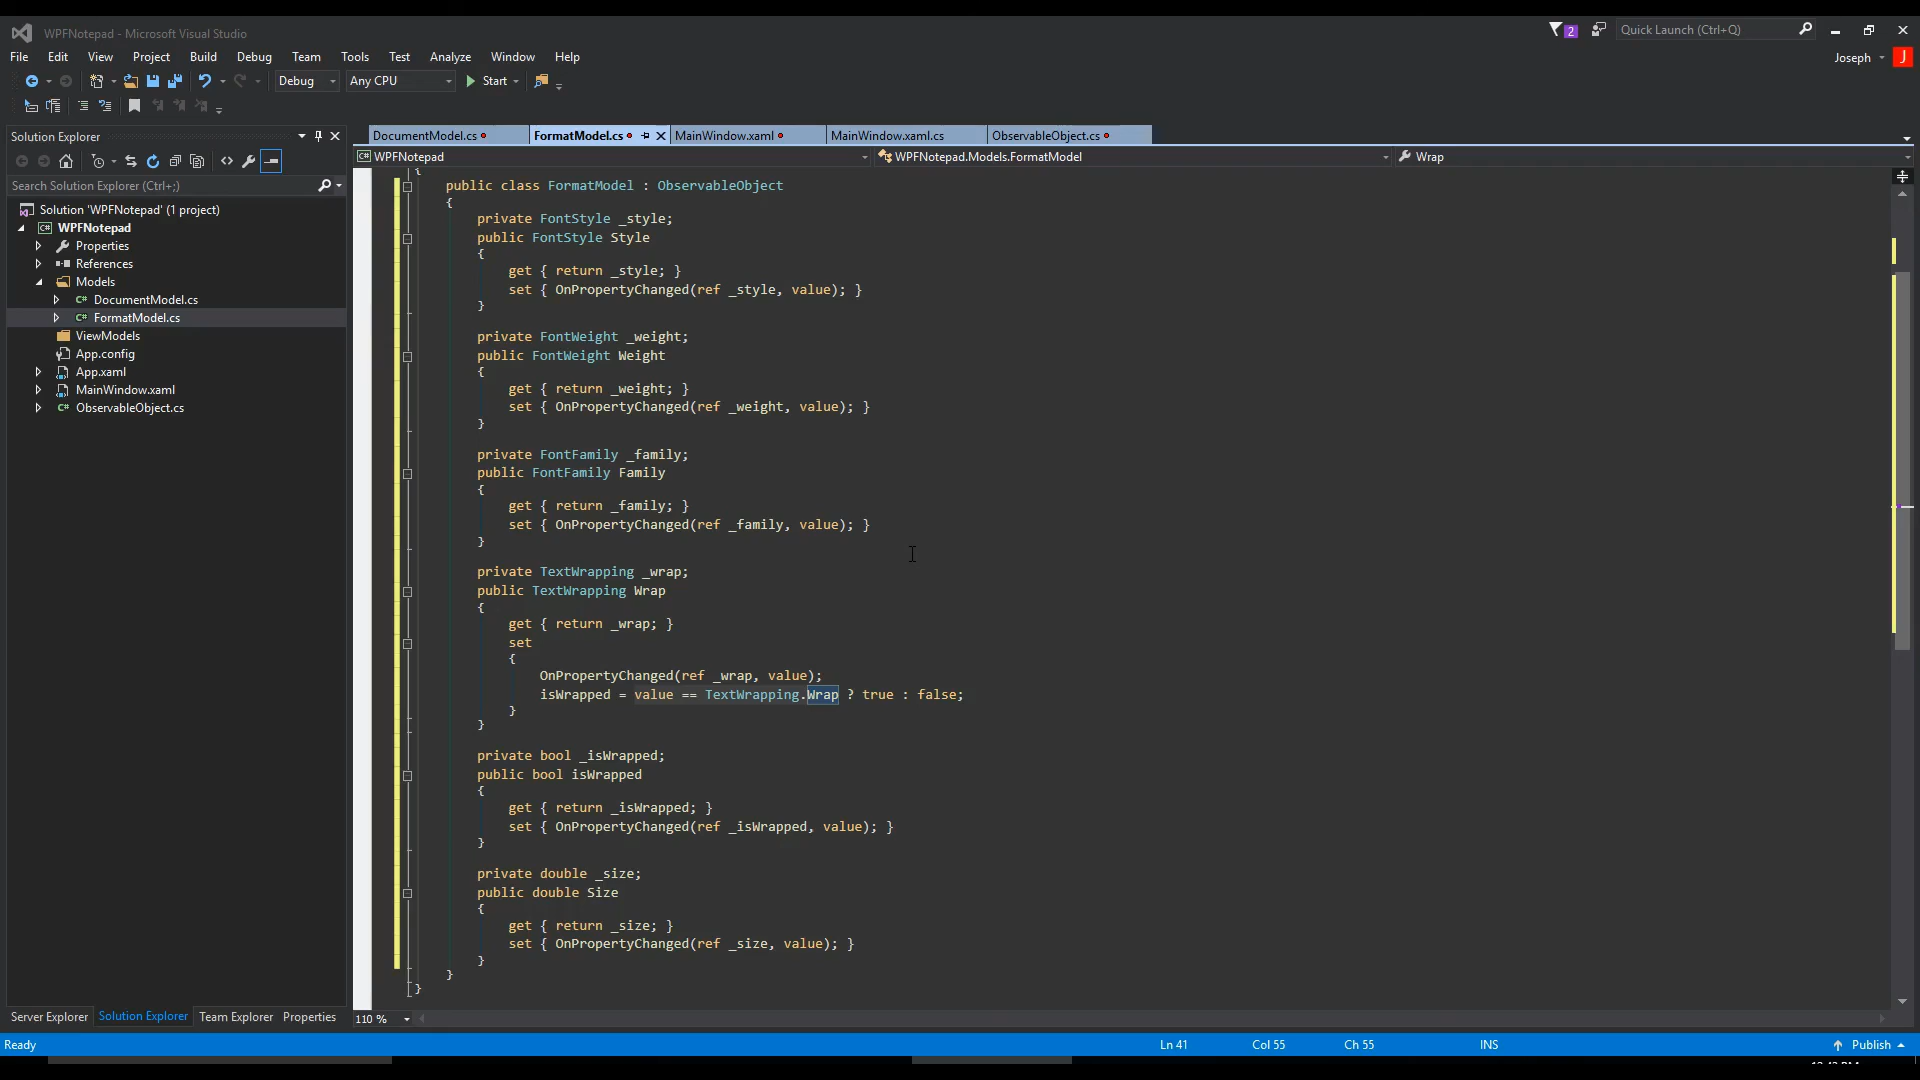 WPFNotepad - Microsoft Visual Studio
2
Quick Launch (Ctrl+Q)
File Edit View Project Build Debug Team Tools Test Analyze Window Help
Joseph
J
Debug
Any CPU
Start
Solution Explorer
DocumentModel.cs
FormatModel.cs
MainWindow.xaml
MainWindow.xaml.cs
ObservableObject.cs
WPFNotepad
WPFNotepad.Models.FormatModel
Wrap
Search Solution Explorer (Ctrl+;)
Solution 'WPFNotepad' (1 project)
WPFNotepad
Properties
References
Models
DocumentModel.cs
FormatModel.cs
ViewModels
App.config
App.xaml
MainWindow.xaml
ObservableObject.cs
{
public class FormatModel : ObservableObject
{
private FontStyle _style;
public FontStyle Style
{
get { return _style; }
set { OnPropertyChanged(ref _style, value); }
}
private FontWeight _weight;
public FontWeight Weight
{
get { return _weight; }
set { OnPropertyChanged(ref _weight, value); }
}
private FontFamily _family;
public FontFamily Family
{
get { return _family; }
set { OnPropertyChanged(ref _family, value); }
}
private TextWrapping _wrap;
public TextWrapping Wrap
{
get { return _wrap; }
set
{
OnPropertyChanged(ref _wrap, value);
isWrapped = value == TextWrapping.Wrap ? true : false;
}
}
private bool _isWrapped;
public bool isWrapped
{
get { return _isWrapped; }
set { OnPropertyChanged(ref _isWrapped, value); }
}
private double _size;
public double Size
{
get { return _size; }
set { OnPropertyChanged(ref _size, value); }
}
}
}
Server Explorer
Solution Explorer
Team Explorer
Properties
110 %
Ready
Ln 41
Col 55
Ch 55
INS
Publish